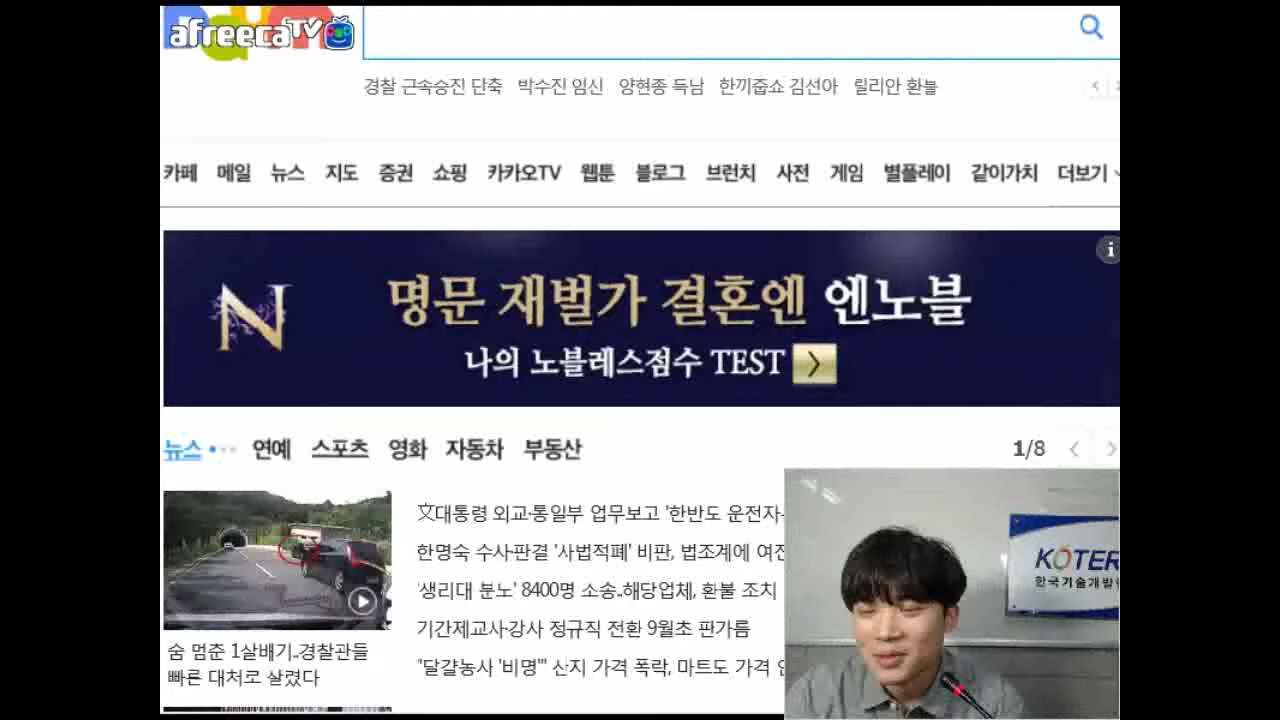 afreecaTV
경찰 근속승진 단축 박수진 임신 양현종 득남 한끼줍쇼 김선아 릴리안 환불
카페 메일 뉴스 지도 증권 쇼핑 카카오TV 웹툰 블로그 브런치 사전 게임 별플레이 같이가치 더보기
N
명문 재벌가 결혼엔 엔노블
나의 노블레스점수 TEST
뉴스 연예 스포츠 영화 자동차 부동산 1/8
文대통령 외교·통일부 업무보고 '한반도 운전자
한명숙 수사·판결 '사법적폐' 비판, 법조계에
'생리대 분노' 8400명 소송..해당업체, 환불 조치
기간제교사·강사 정규직 전환 9월초 판가름
"달걀농사 '비명'" 산지 가격 폭락, 마트도 가격
숨 멈춘 1살배기..경찰관들
빠른 대처로 살렸다
KOTER
한국기술개발